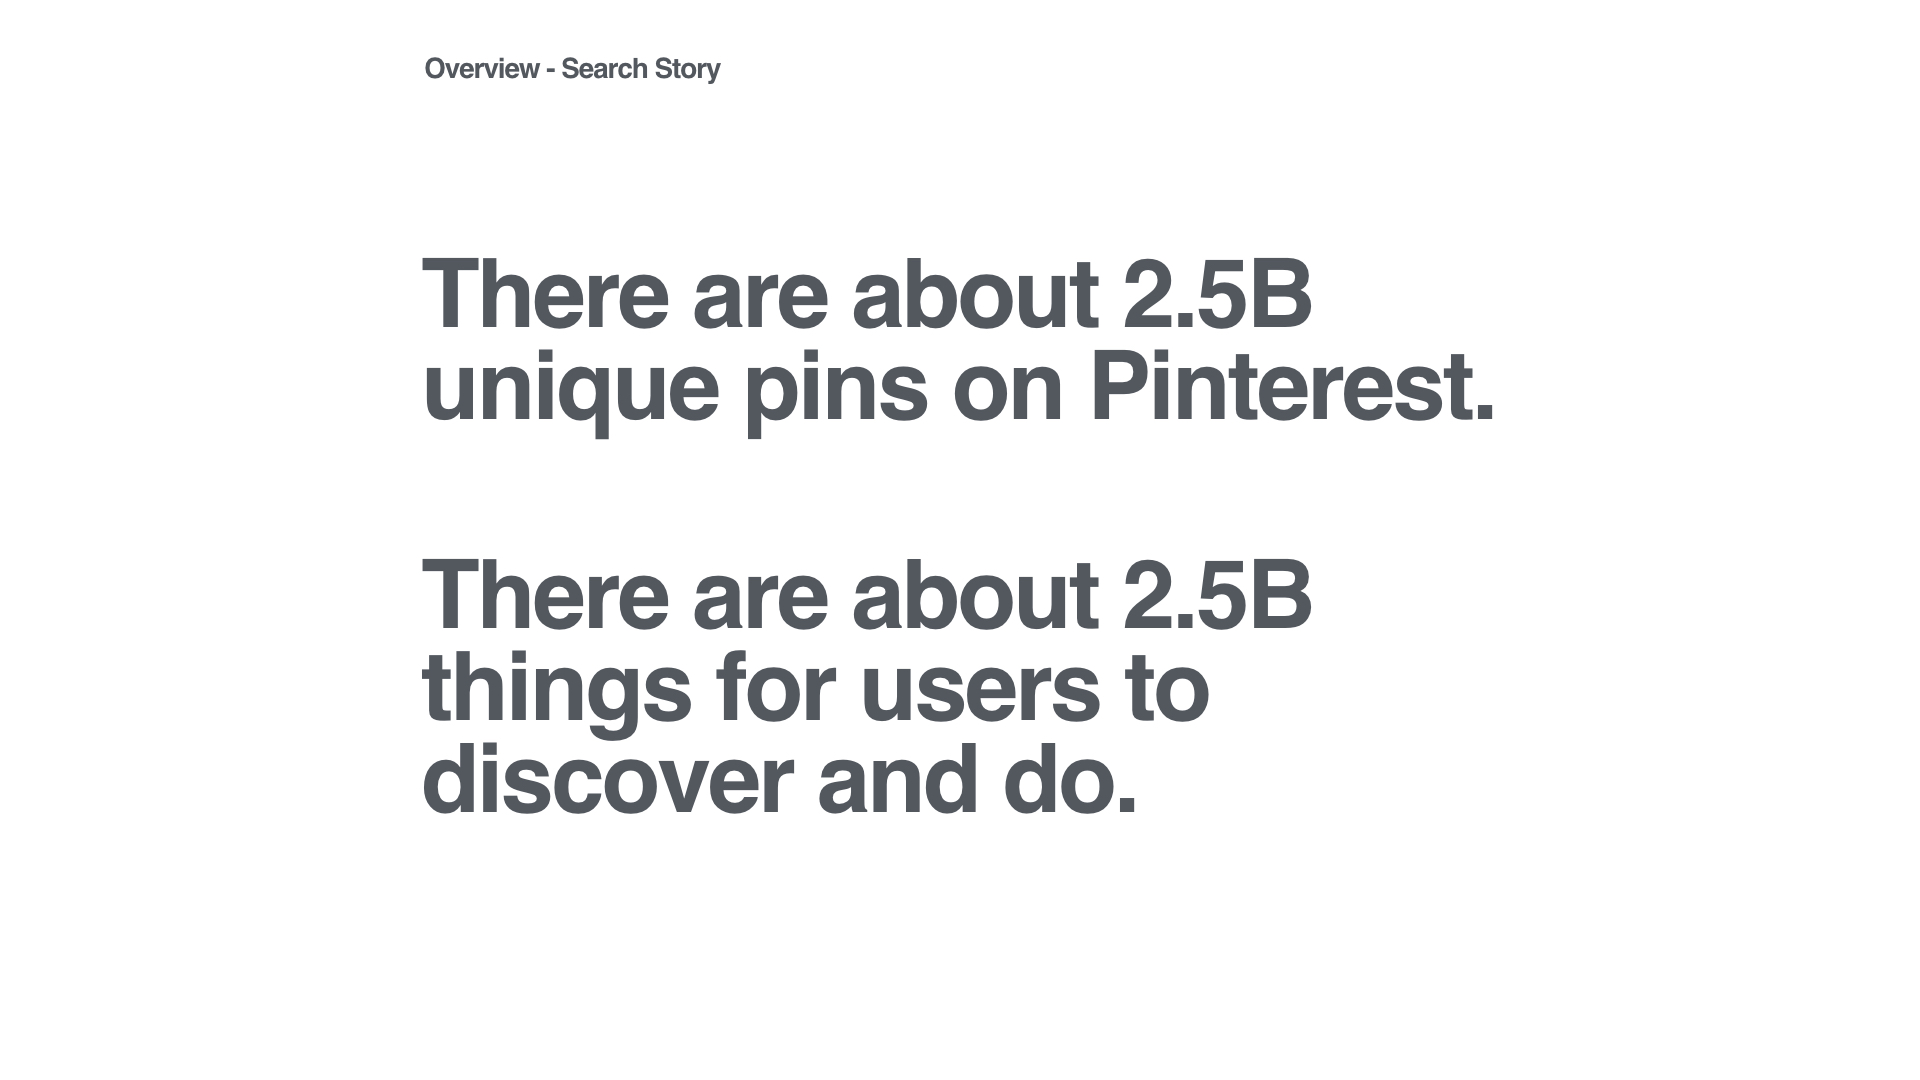 Overview - Search Story
There are about 2.5B
unique pins on Pinterest.
There are about 2.5B
things for users to
discover and do.